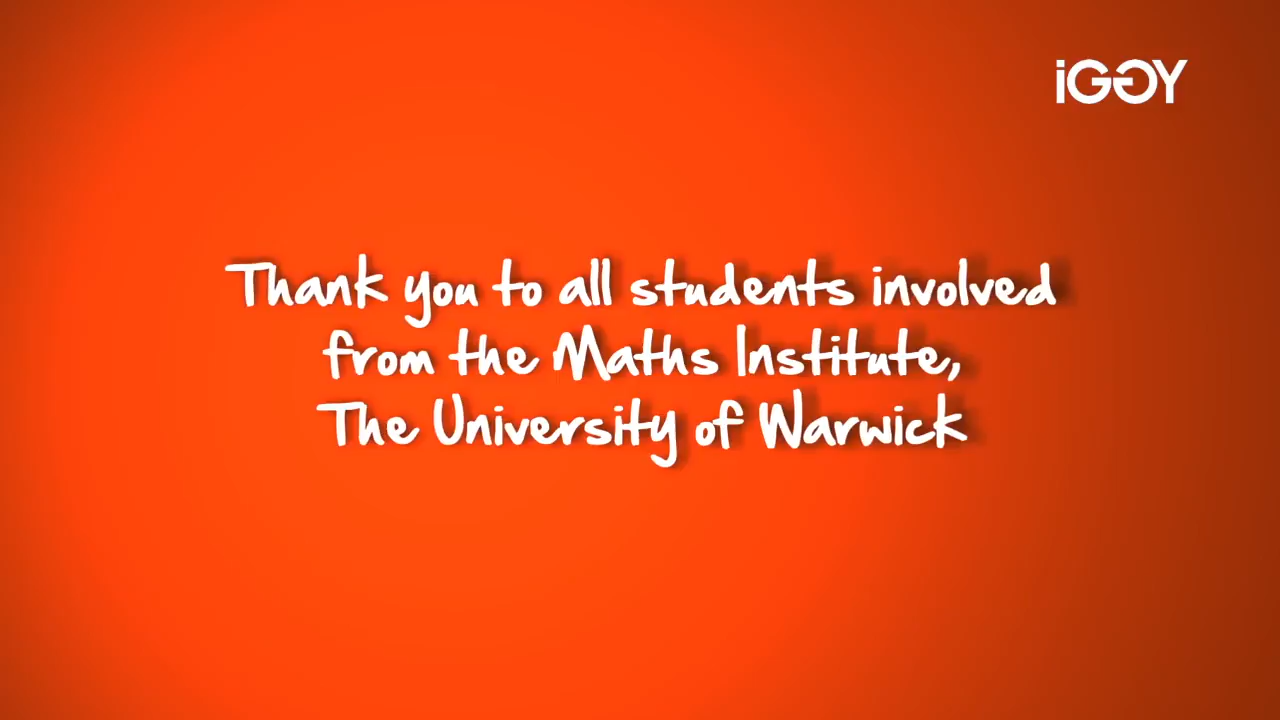 iGGY
Thank you to all students involved
from the Maths Institute,
The University of Warwick